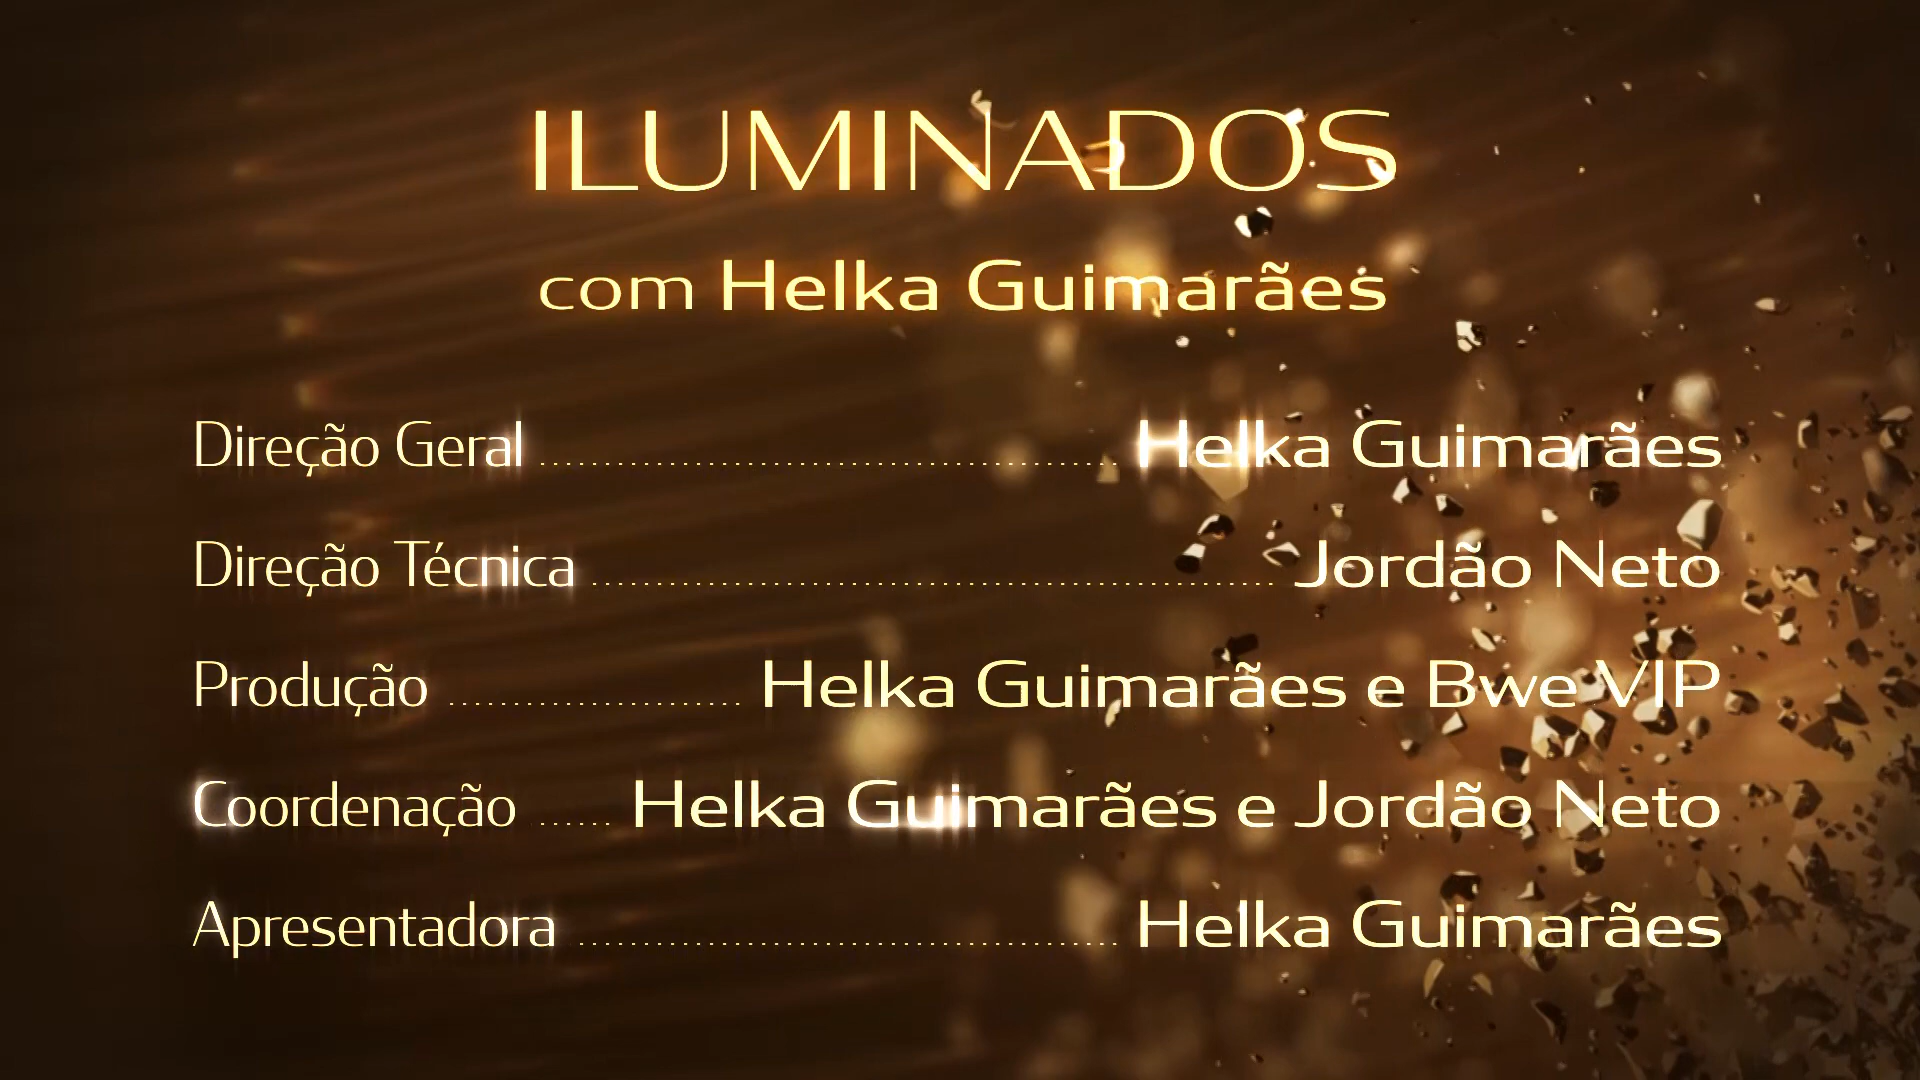 ILUMINADOS
com Helka Guimarães
Direção Geral ............................................. Helka Guimarães
Direção Técnica ..................................................... Jordão Neto
Produção ....................... Helka Guimarães e Bwe VIP
Coordenação ...... Helka Guimarães e Jordão Neto
Apresentadora .......................................... Helka Guimarães